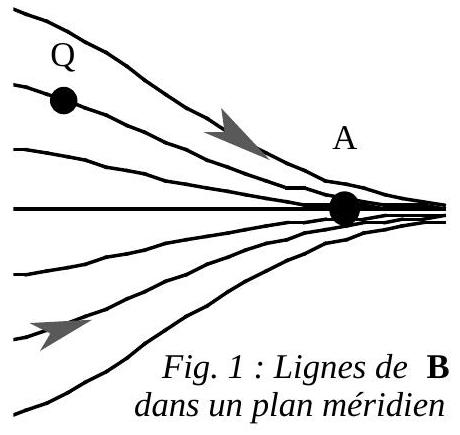 Q
A
Fig. 1 : Lignes de B
dans un plan méridien